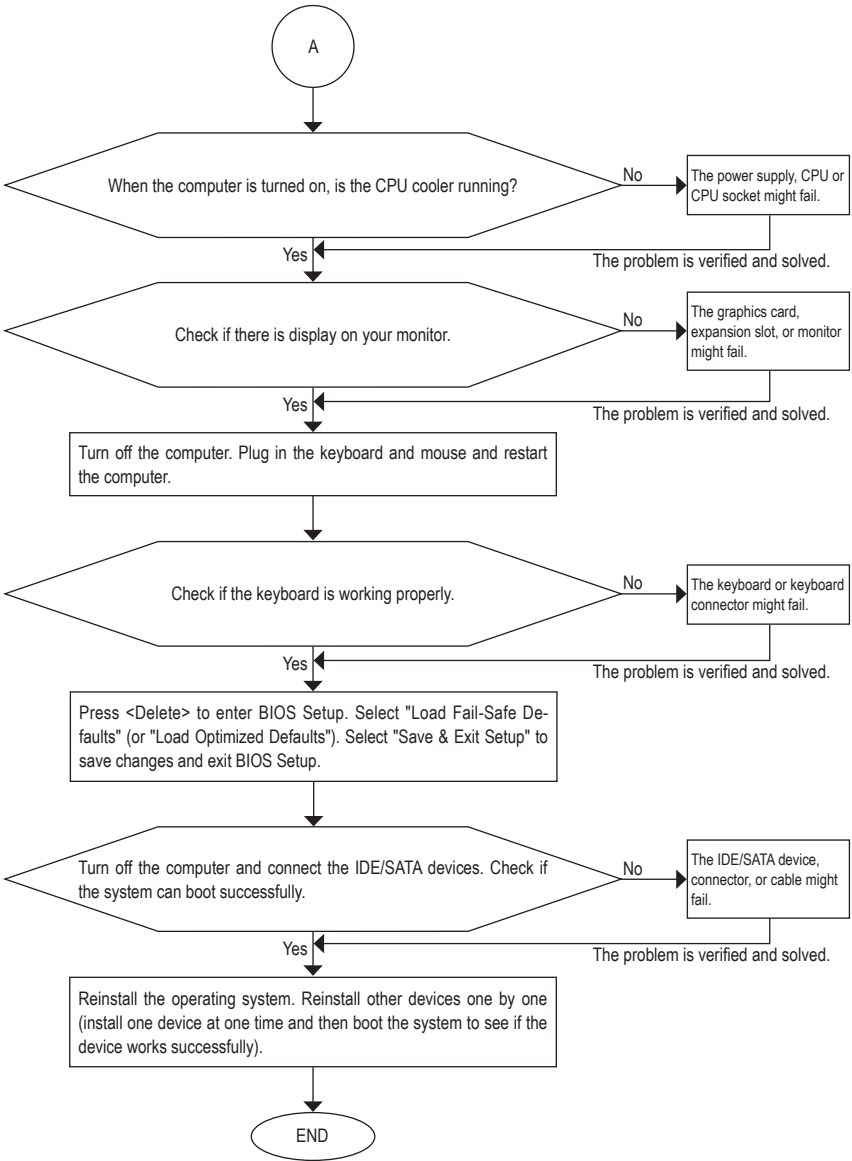 A
When the computer is turned on, is the CPU cooler running?
No
The power supply, CPU or
CPU socket might fail.
Yes
The problem is verified and solved.
Check if there is display on your monitor.
No
The graphics card,
expansion slot, or monitor
might fail.
Yes
The problem is verified and solved.
Turn off the computer. Plug in the keyboard and mouse and restart
the computer.
Check if the keyboard is working properly.
No
The keyboard or keyboard
connector might fail.
Yes
The problem is verified and solved.
Press <Delete> to enter BIOS Setup. Select "Load Fail-Safe De-
faults" (or "Load Optimized Defaults"). Select "Save & Exit Setup" to
save changes and exit BIOS Setup.
Turn off the computer and connect the IDE/SATA devices. Check if
the system can boot successfully.
No
The IDE/SATA device,
connector, or cable might
fail.
Yes
The problem is verified and solved.
Reinstall the operating system. Reinstall other devices one by one
(install one device at one time and then boot the system to see if the
device works successfully).
END